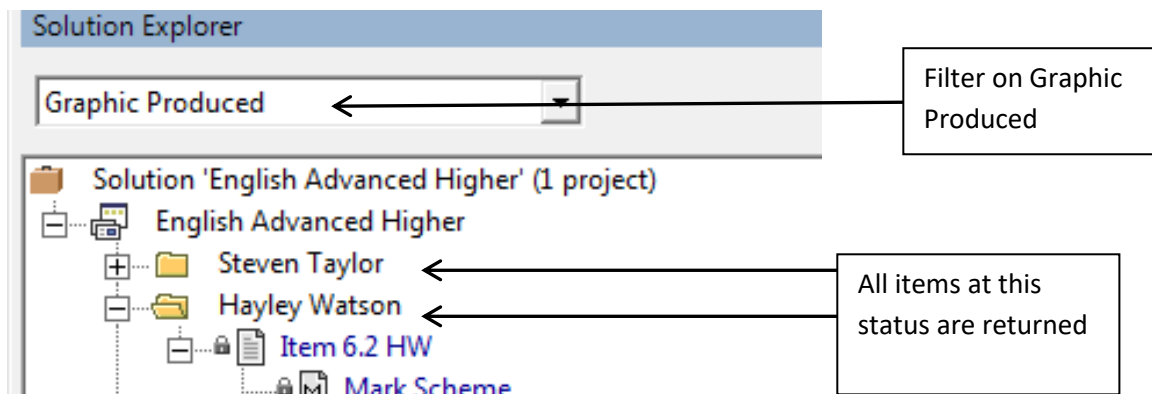 Solution Explorer
Graphic Produced
Filter on Graphic
Produced
Solution 'English Advanced Higher' (1 project)
English Advanced Higher
Steven Taylor
Hayley Watson
All items at this
status are returned
Item 6.2 HW
Mark Scheme